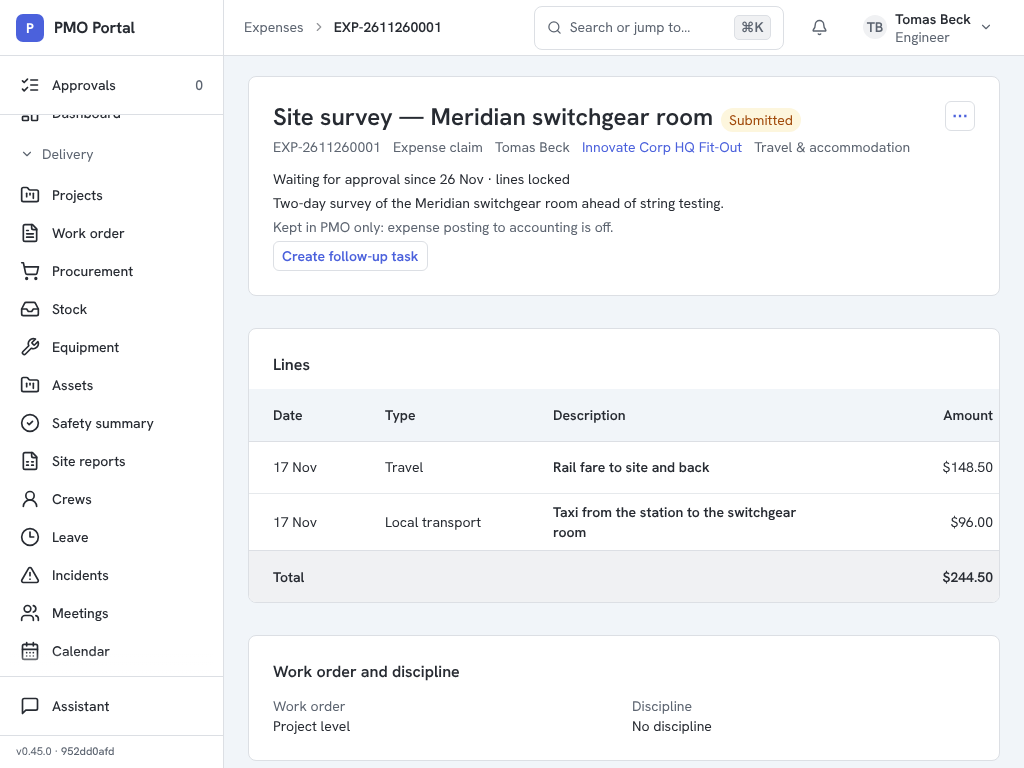 P PMO Portal
Expenses > EXP-2611260001
Search or jump to... ⌘K
TB Tomas Beck
Engineer
Approvals 0
Dashboard
Delivery
Projects
Work order
Procurement
Stock
Equipment
Assets
Safety summary
Site reports
Crews
Leave
Incidents
Meetings
Calendar
Assistant
v0.45.0 · 952dd0afd
Site survey — Meridian switchgear room Submitted
EXP-2611260001 Expense claim Tomas Beck Innovate Corp HQ Fit-Out Travel & accommodation
Waiting for approval since 26 Nov · lines locked
Two-day survey of the Meridian switchgear room ahead of string testing.
Kept in PMO only: expense posting to accounting is off.
Create follow-up task
Lines
Date Type Description Amount
17 Nov Travel Rail fare to site and back $148.50
17 Nov Local transport Taxi from the station to the switchgear room $96.00
Total $244.50
Work order and discipline
Work order Discipline
Project level No discipline